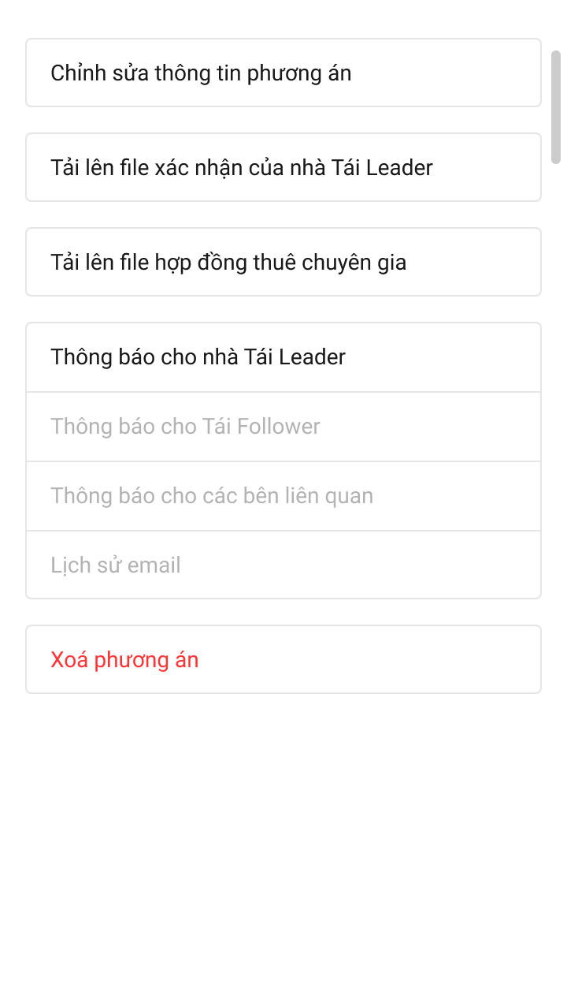 Chỉnh sửa thông tin phương án
Tải lên file xác nhận của nhà Tái Leader
Tải lên file hợp đồng thuê chuyên gia
Thông báo cho nhà Tái Leader
Thông báo cho Tái Follower
Thông báo cho các bên liên quan
Lịch sử email
Xoá phương án